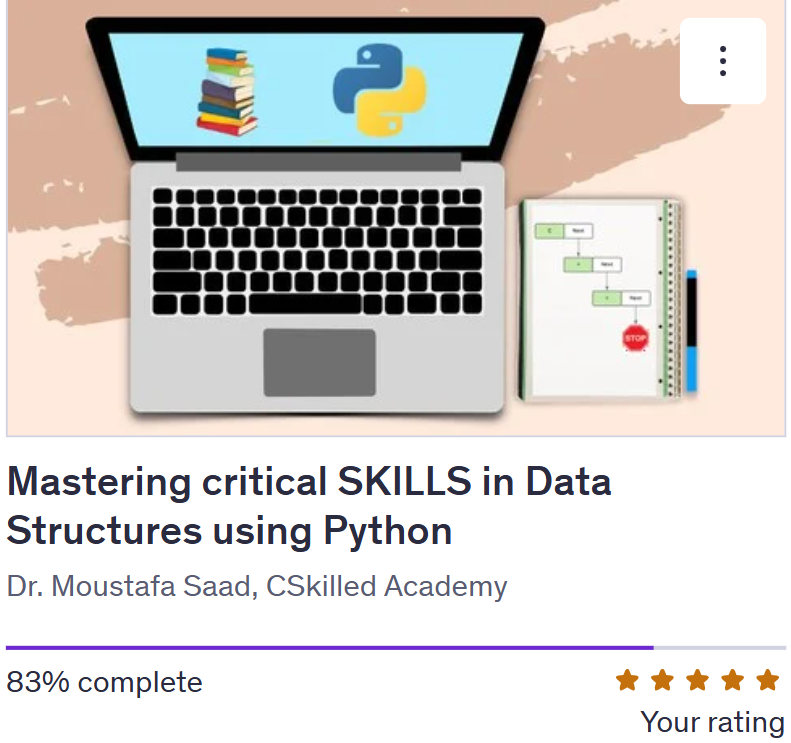 Next
Next
Next
STOP
Mastering critical SKILLS in Data
Structures using Python
Dr. Moustafa Saad, CSkilled Academy
83% complete
Your rating